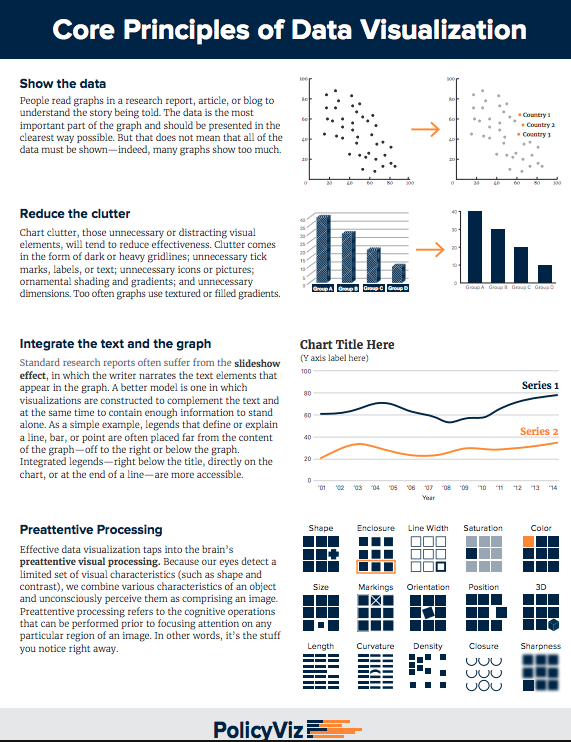 Core Principles of Data Visualization
Show the data
People read graphs in a research report, article, or blog to
understand the story being told. The data is the most
important part of the graph and should be presented in the
clearest way possible. But that does not mean that all of the
data must be shown—indeed, many graphs show too much.
100
80
60
40
20
20
40
60
80
100
100
80
60
40
20
20
40
60
80
100
Country 1
Country 2
Country 3
Reduce the clutter
Chart clutter, those unnecessary or distracting visual
elements, will tend to reduce effectiveness. Clutter comes
in the form of dark or heavy gridlines; unnecessary tick
marks, labels, or text; unnecessary icons or pictures;
ornamental shading and gradients; and unnecessary
dimensions. Too often graphs use textured or filled gradients.
40
35
30
25
20
15
10
5
0
Group A
Group B
Group C
Group D
40
30
20
10
0
Group A
Group B
Group C
Group D
Integrate the text and the graph
Standard research reports often suffer from the slideshow
effect, in which the writer narrates the text elements that
appear in the graph. A better model is one in which
visualizations are constructed to complement the text and
at the same time to contain enough information to stand
alone. As a simple example, legends that define or explain
a line, bar, or point are often placed far from the content
of the graph—off to the right or below the graph.
Integrated legends—right below the title, directly on the
chart, or at the end of a line—are more accessible.
Chart Title Here
(Y axis label here)
100
80
60
40
20
0
Series 1
Series 2
'01 '02 '03 '04 '05 '06 '07 '08 '09 '10 '11 '12 '13 '14
Year
Preattentive Processing
Effective data visualization taps into the brain's
preattentive visual processing. Because our eyes detect a
limited set of visual characteristics (such as shape and
contrast), we combine various characteristics of an object
and unconsciously perceive them as comprising an image.
Preattentive processing refers to the cognitive operations
that can be performed prior to focusing attention on any
particular region of an image. In other words, it's the stuff
you notice right away.
Shape Enclosure Line Width Saturation Color
Size Markings Orientation Position 3D
Length Curvature Density Closure Sharpness
PolicyViz